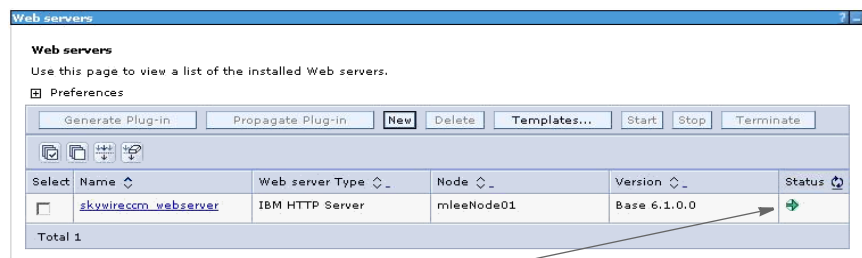 Web servers ? _
Web servers
Use this page to view a list of the installed Web servers.
Preferences
Generate Plug-in Propagate Plug-in New Delete Templates... Start Stop Terminate
Select Name Web server Type Node Version Status
skywireccm_webserver IBM HTTP Server mleeNode01 Base 6.1.0.0
Total 1